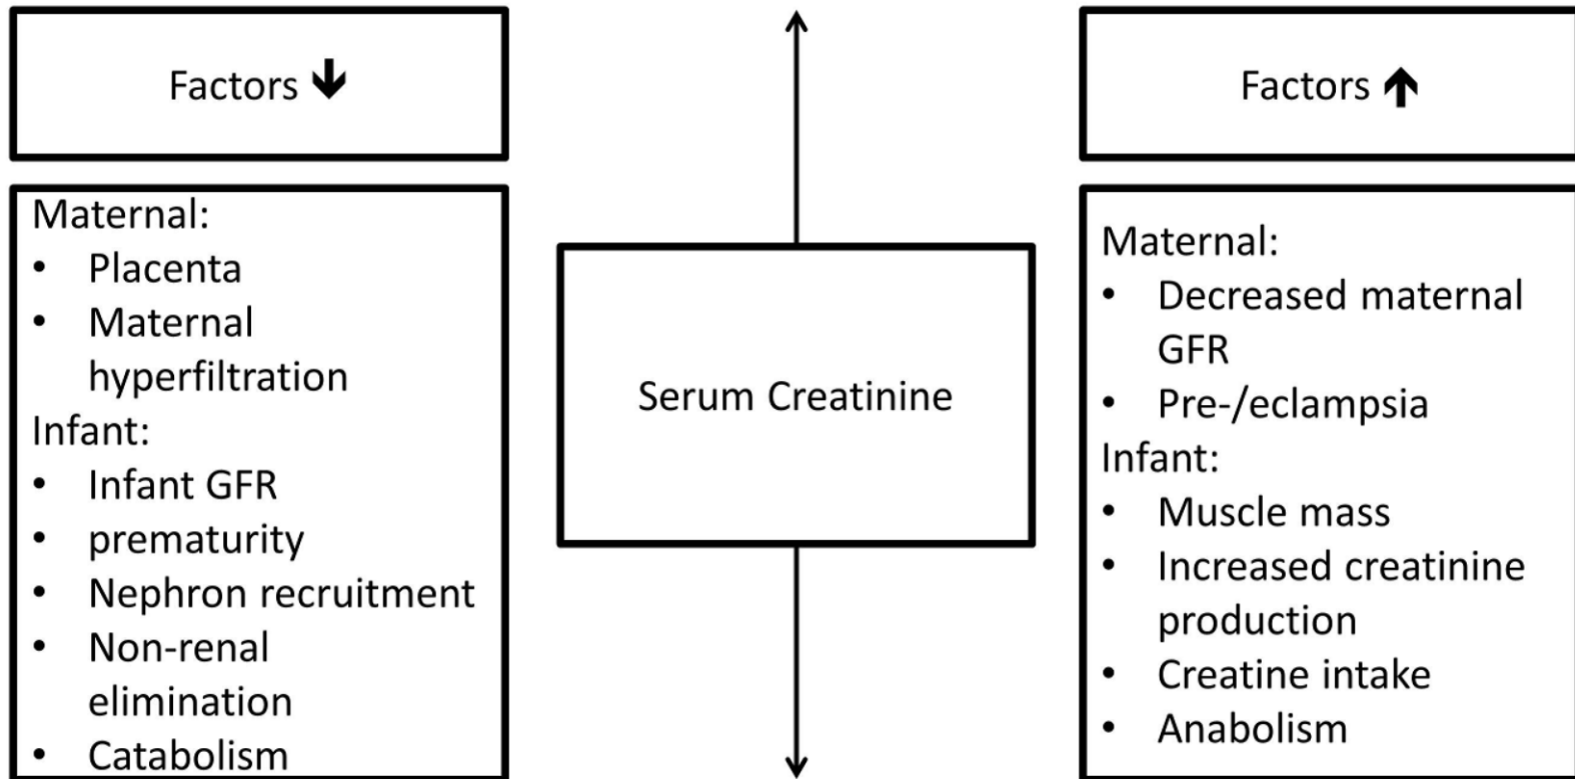 Factors ↓
Maternal:
• Placenta
• Maternal
hyperfiltration
Infant:
• Infant GFR
• prematurity
• Nephron recruitment
• Non-renal
elimination
• Catabolism
Serum Creatinine
Factors ↑
Maternal:
• Decreased maternal
GFR
• Pre-/eclampsia
Infant:
• Muscle mass
• Increased creatinine
production
• Creatine intake
• Anabolism